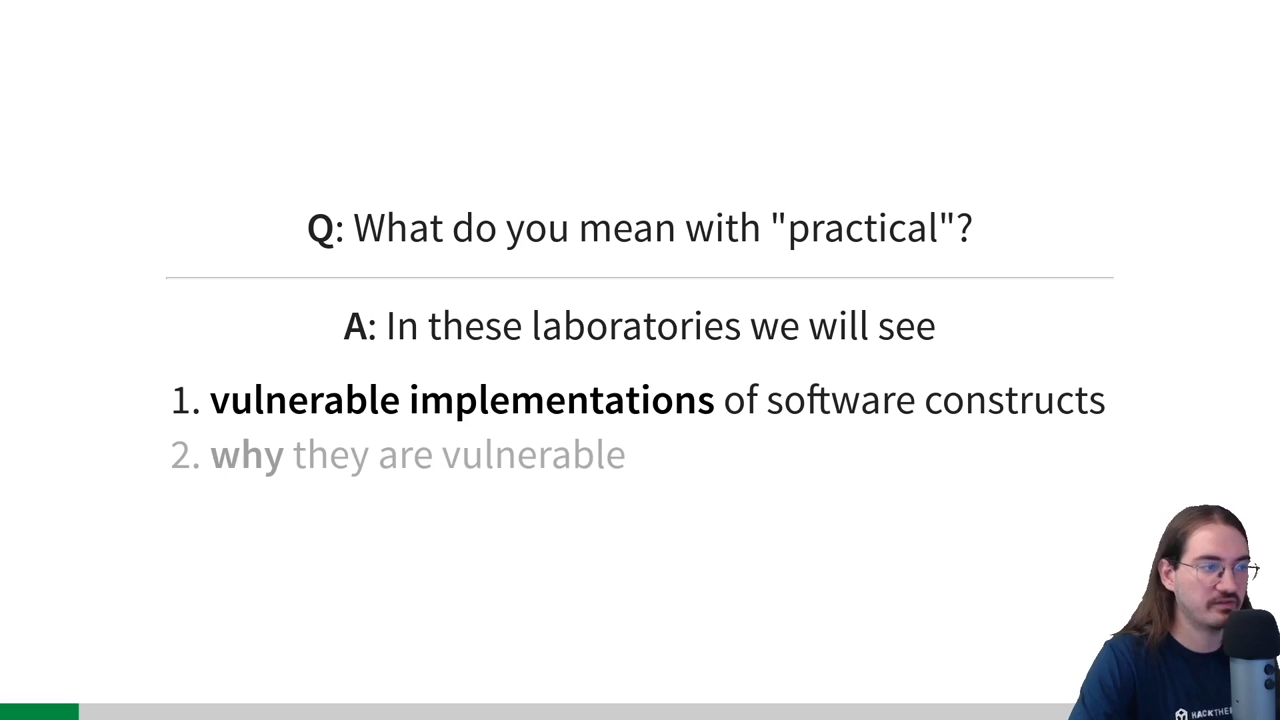 Q: What do you mean with "practical"?
A: In these laboratories we will see
1. vulnerable implementations of software constructs
2. why they are vulnerable